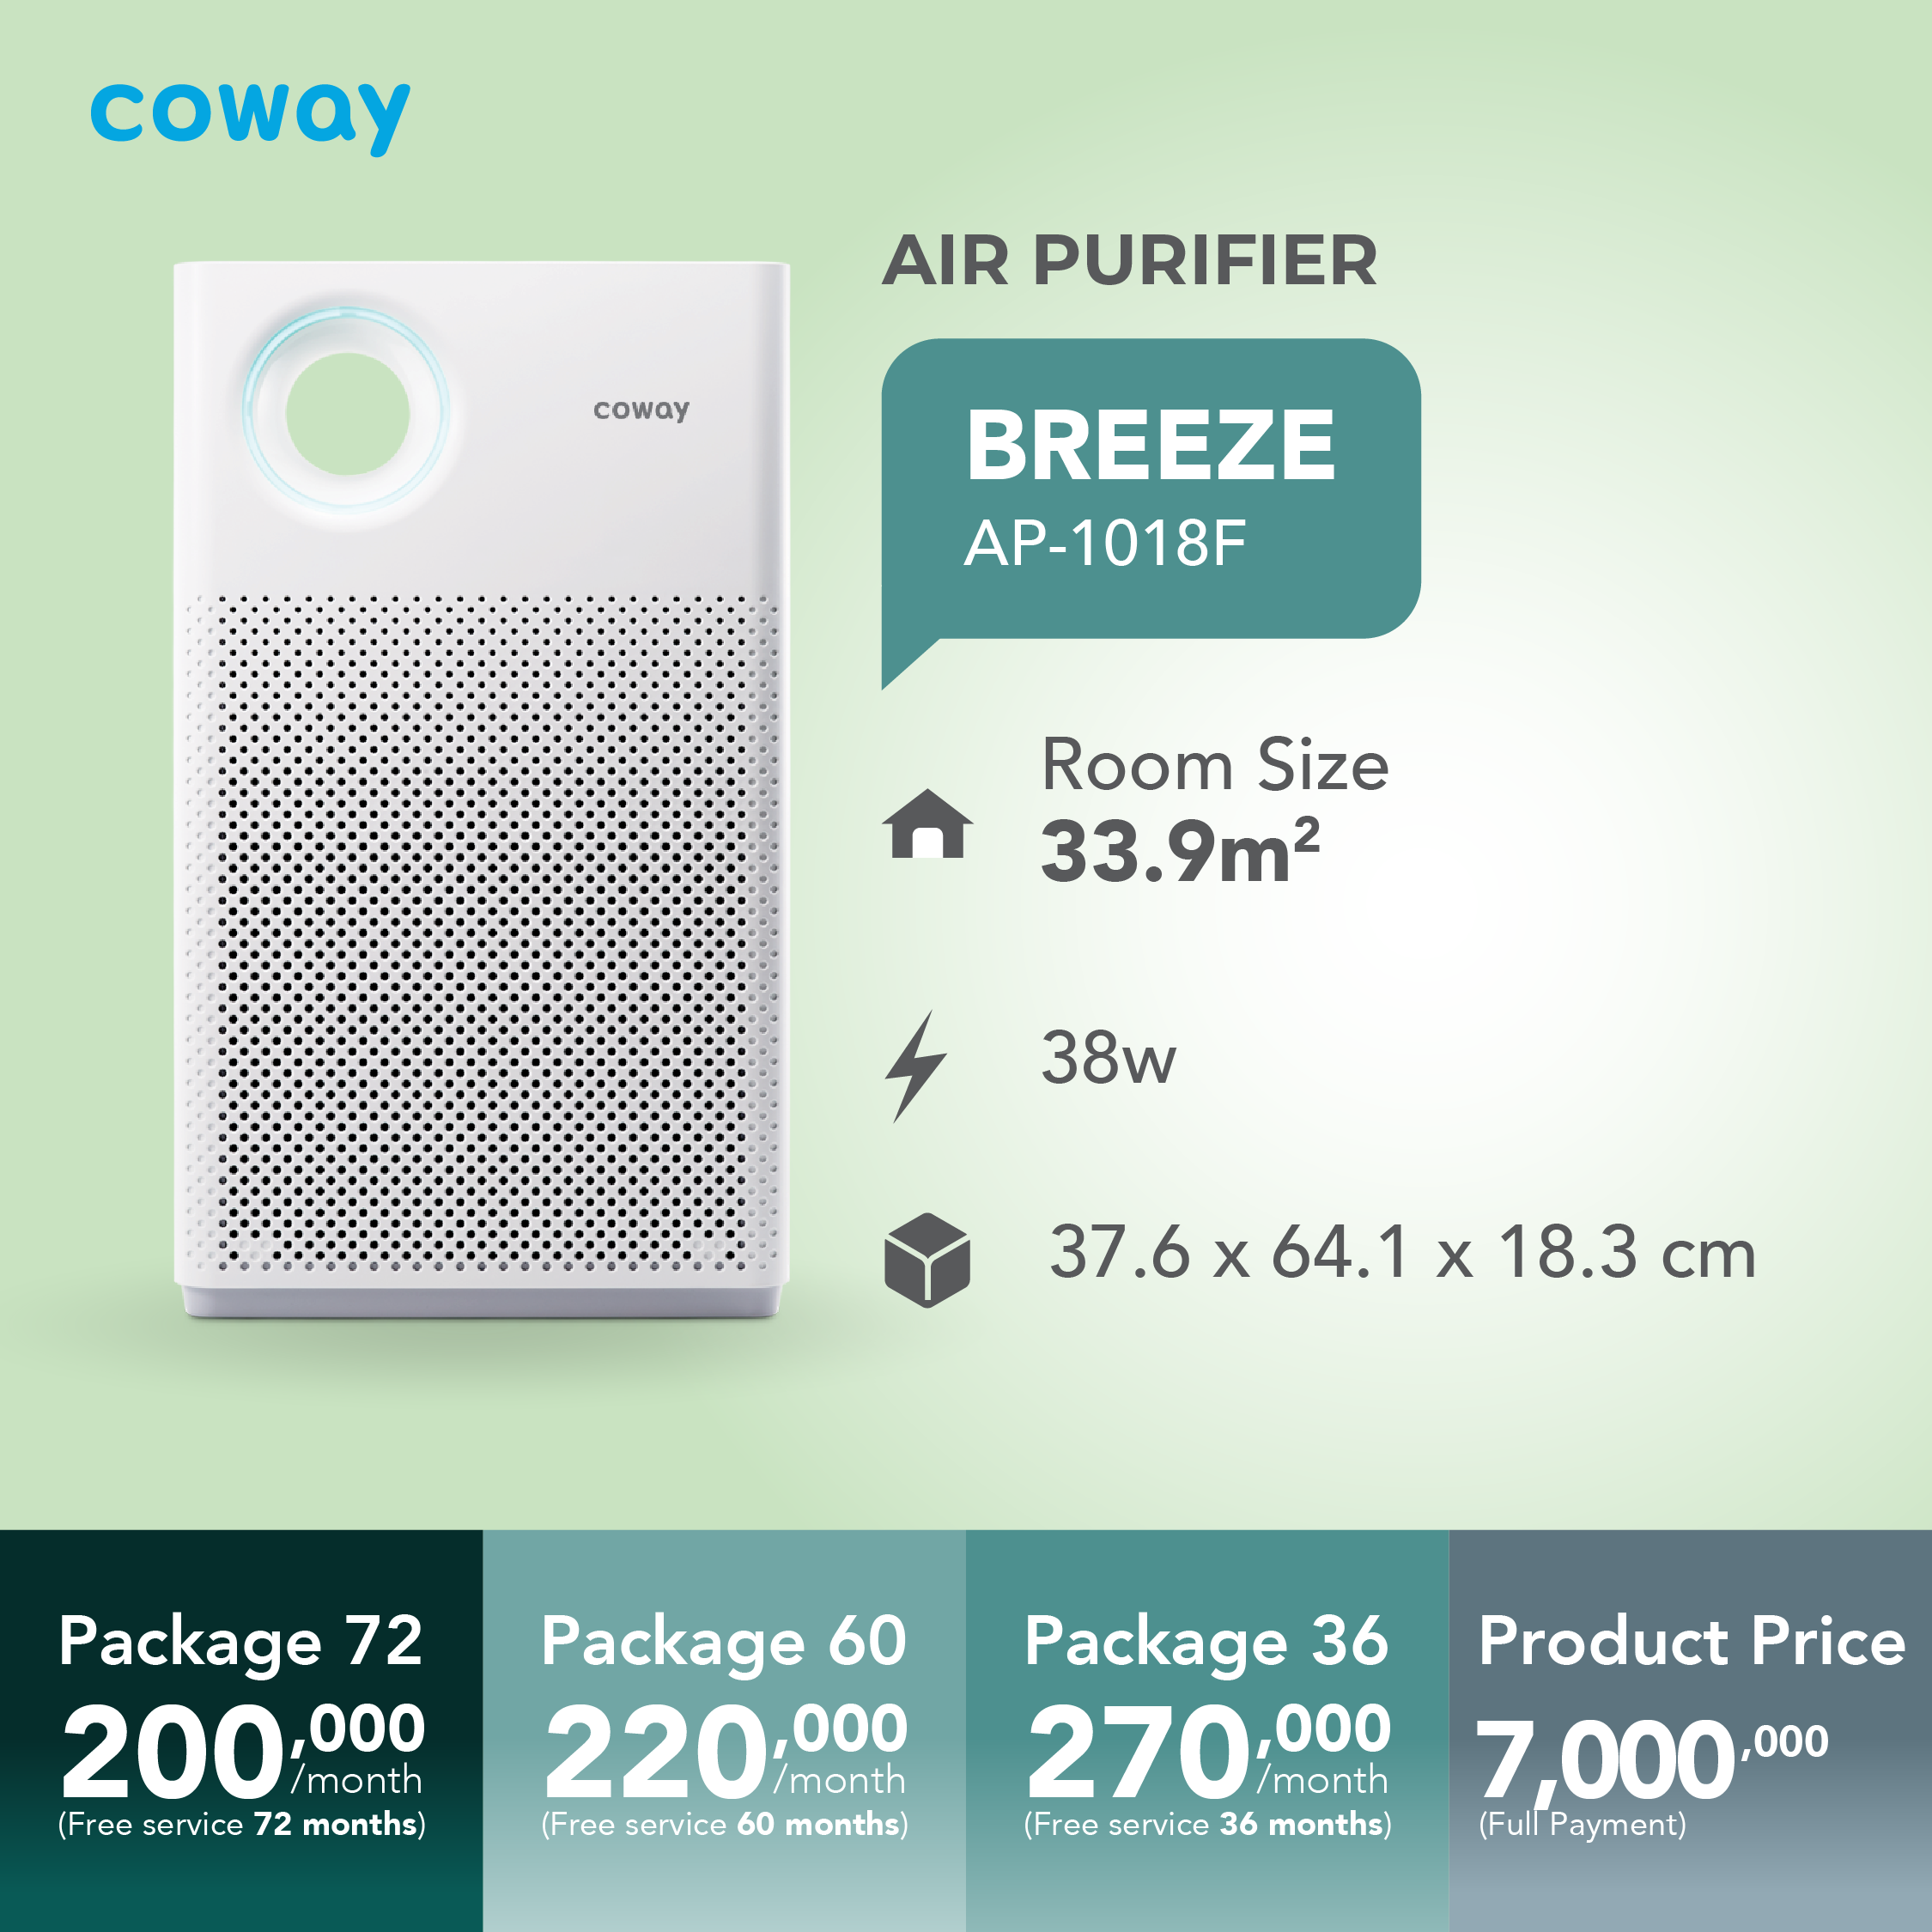 coway
AIR PURIFIER
coway
BREEZE
AP-1018F
Room Size
33.9m²
38w
37.6 x 64.1 x 18.3 cm
Package 72
200,000
/month
(Free service 72 months)
Package 60
220,000
/month
(Free service 60 months)
Package 36
270,000
/month
(Free service 36 months)
Product Price
7,000,000
(Full Payment)